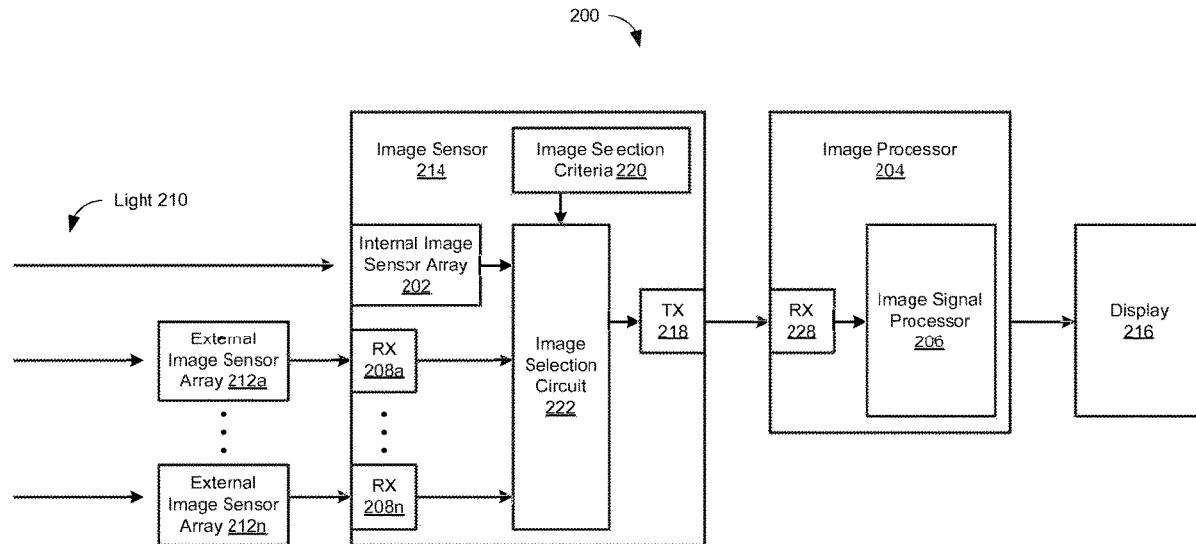 200
Light 210
Image Sensor
214
Image Selection
Criteria 220
Internal Image
Sensor Array
202
External
Image Sensor
Array 212a
RX
208a
External
Image Sensor
Array 212n
RX
208n
Image
Selection
Circuit
222
TX
218
Image Processor
204
RX
228
Image Signal
Processor
206
Display
216